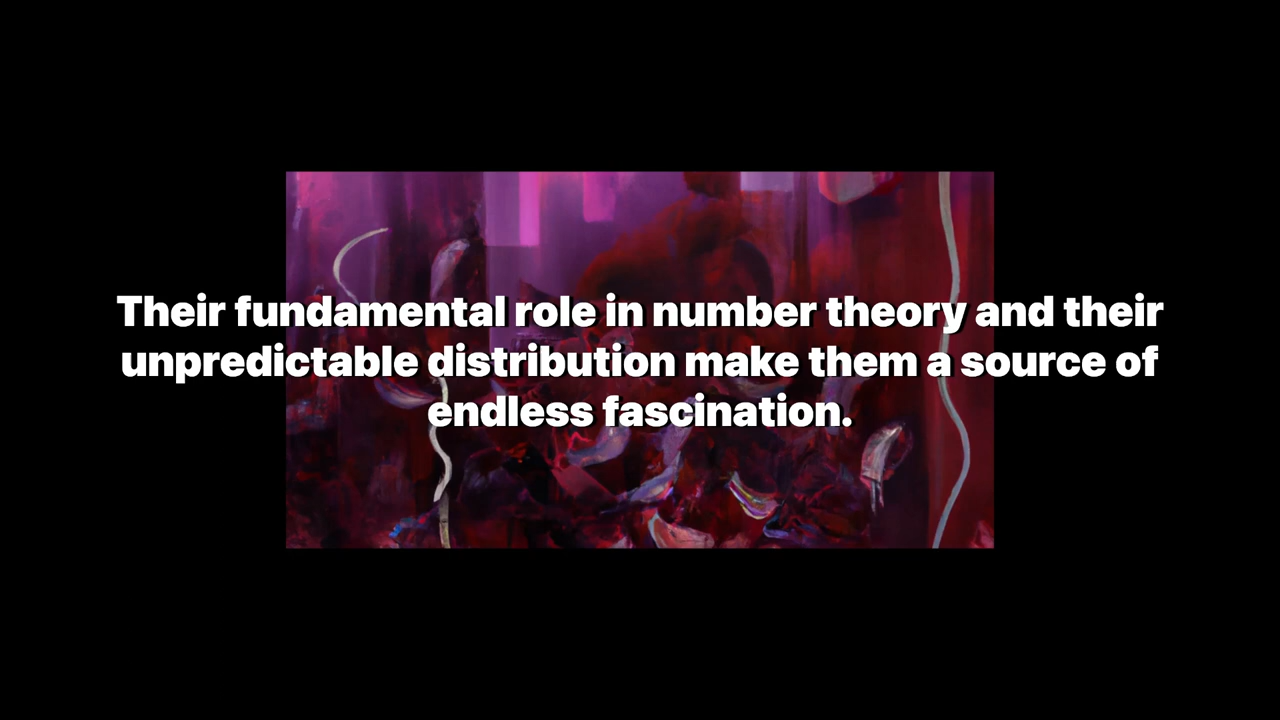 Their fundamental role in number theory and their
unpredictable distribution make them a source of
endless fascination.